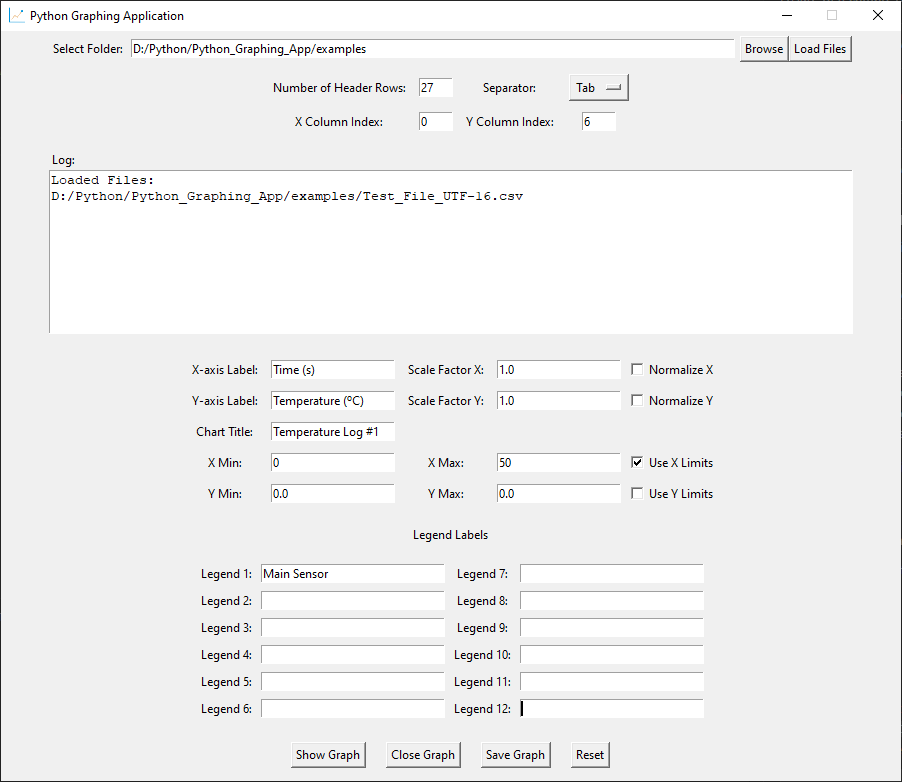 Python Graphing Application
Select Folder: D:/Python/Python_Graphing_App/examples Browse Load Files
Number of Header Rows: 27 Separator: Tab
X Column Index: 0 Y Column Index: 6
Log:
Loaded Files:
D:/Python/Python_Graphing_App/examples/Test_File_UTF-16.csv
X-axis Label: Time (s) Scale Factor X: 1.0 Normalize X
Y-axis Label: Temperature (ºC) Scale Factor Y: 1.0 Normalize Y
Chart Title: Temperature Log #1
X Min: 0 X Max: 50 Use X Limits
Y Min: 0.0 Y Max: 0.0 Use Y Limits
Legend Labels
Legend 1: Main Sensor Legend 7:
Legend 2: Legend 8:
Legend 3: Legend 9:
Legend 4: Legend 10:
Legend 5: Legend 11:
Legend 6: Legend 12:
Show Graph Close Graph Save Graph Reset